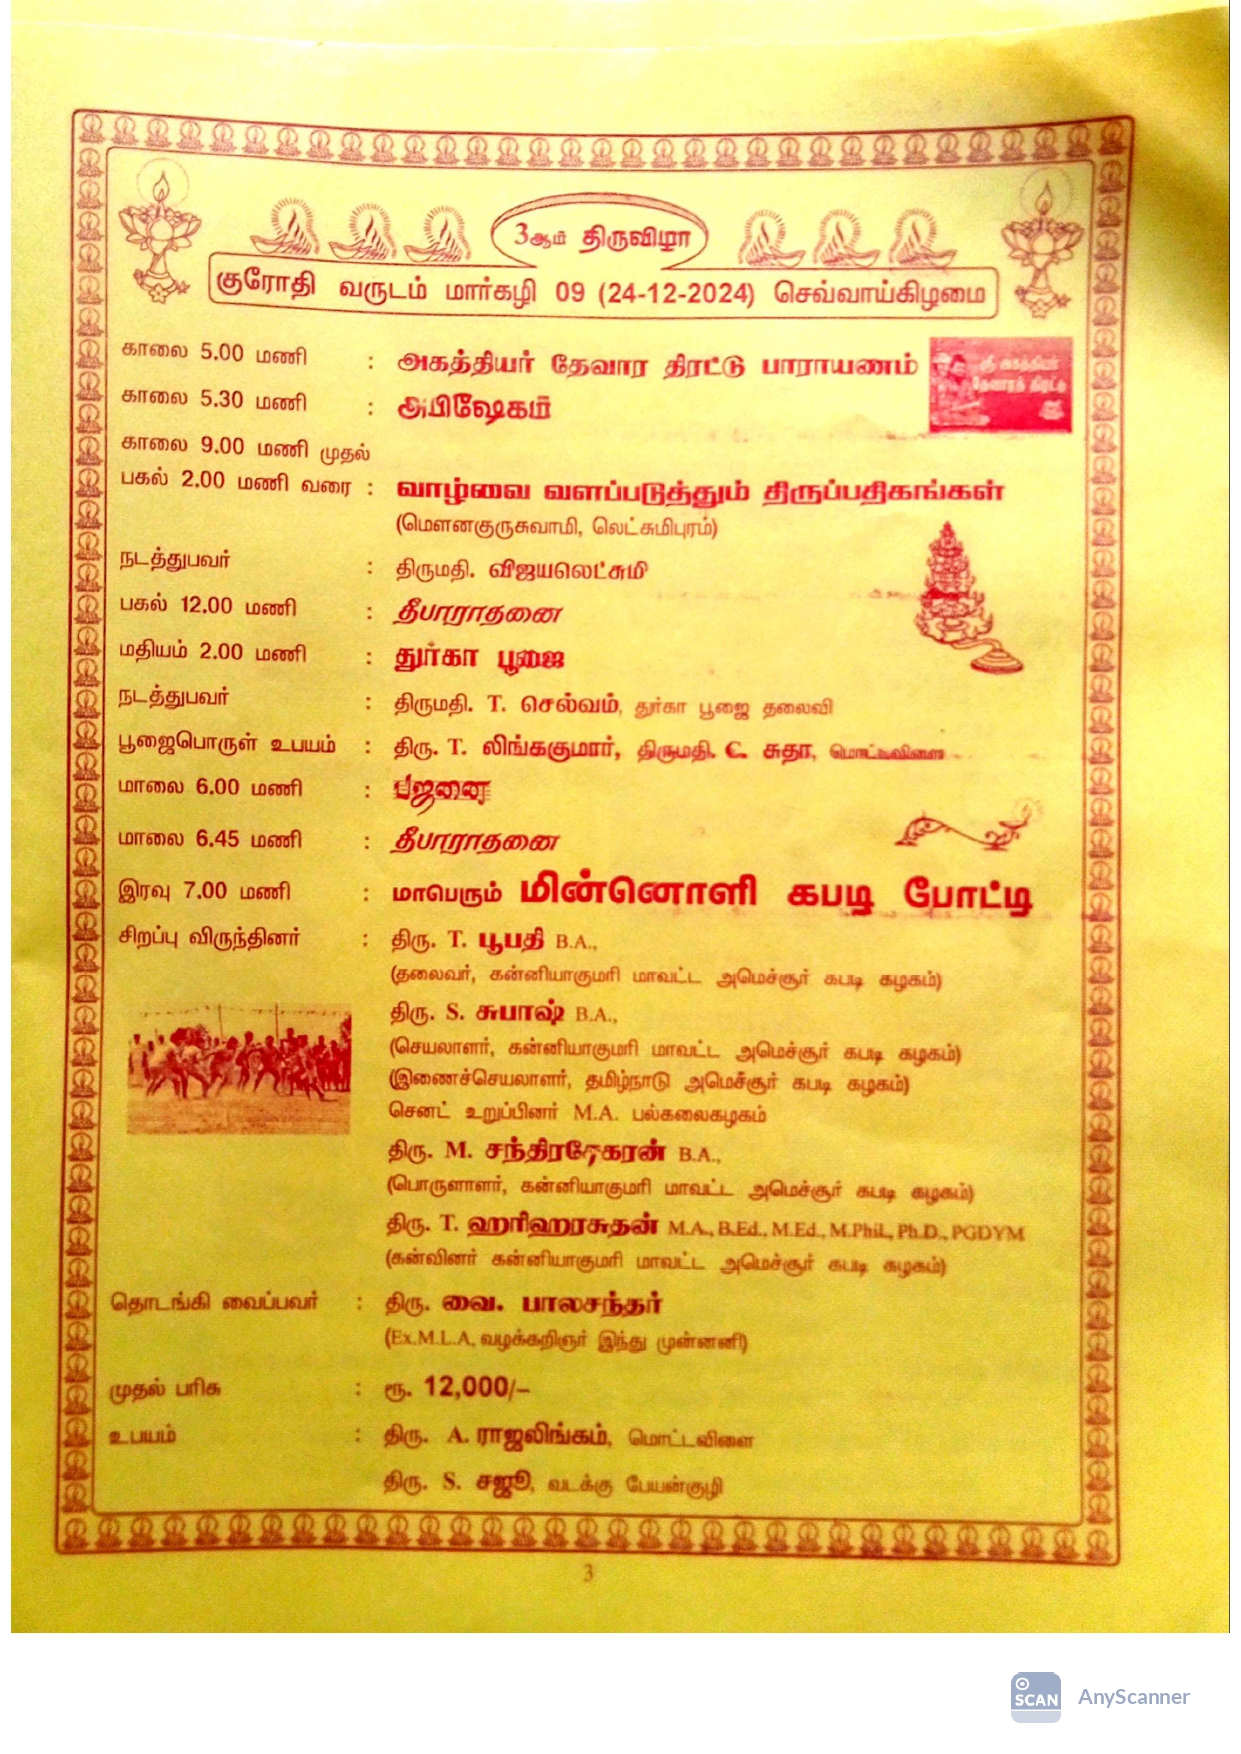 3ஆம் திருவிழா
குரோதி வருடம் மார்கழி 09 (24-12-2024) செவ்வாய்கிழமை
காலை 5.00 மணி : அகத்தியர் தேவார திரட்டு பாராயணம்
ஸ்ரீ அகத்தியர்
தேவாரத் திரட்டு
காலை 5.30 மணி : அபிஷேகம்
காலை 9.00 மணி முதல்
பகல் 2.00 மணி வரை : வாழ்வை வளப்படுத்தும் திருப்பதிகங்கள்
(மௌனகுருசுவாமி, லெட்சுமிபுரம்)
நடத்துபவர் : திருமதி. விஜயலெட்சுமி
பகல் 12.00 மணி : தீபாராதனை
மதியம் 2.00 மணி : துர்கா பூஜை
நடத்துபவர் : திருமதி. T. செல்வம், துர்கா பூஜை தலைவி
பூஜைபொருள் உபயம் : திரு. T. லிங்ககுமார், திருமதி. C. சுதா, மொட்டவிளை
மாலை 6.00 மணி : பஜனை
மாலை 6.45 மணி : தீபாராதனை
இரவு 7.00 மணி : மாபெரும் மின்னொளி கபடி போட்டி
சிறப்பு விருந்தினர் : திரு. T. பூபதி B.A.,
(தலைவர், கன்னியாகுமரி மாவட்ட அமெச்சூர் கபடி கழகம்)
திரு. S. சுபாஷ் B.A.,
(செயலாளர், கன்னியாகுமரி மாவட்ட அமெச்சூர் கபடி கழகம்)
(இணைச்செயலாளர், தமிழ்நாடு அமெச்சூர் கபடி கழகம்)
செனட் உறுப்பினர் M.A. பல்கலைகழகம்
திரு. M. சந்திரசேகரன் B.A.,
(பொருளாளர், கன்னியாகுமரி மாவட்ட அமெச்சூர் கபடி கழகம்)
திரு. T. ஹரிஹரசுதன் M.A., B.Ed., M.Ed., M.Phil., Ph.D., PGDYM
(கன்வினர் கன்னியாகுமரி மாவட்ட அமெச்சூர் கபடி கழகம்)
தொடங்கி வைப்பவர் : திரு. வை. பாலசந்தர்
(Ex.M.L.A, வழக்கறிஞர் இந்து முன்னனி)
முதல் பரிசு : ரூ. 12,000/–
உபயம் : திரு. A. ராஜலிங்கம், மொட்டவிளை
திரு. S. சஜூ, வடக்கு பேயன்குழி
3
SCAN AnyScanner